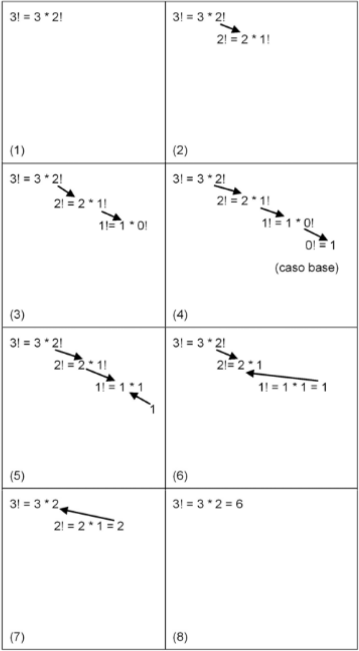 3! = 3 * 2!
(1)
3! = 3 * 2!
2! = 2 * 1!
(2)
3! = 3 * 2!
2! = 2 * 1!
1!= 1 * 0!
(3)
3! = 3 * 2!
2! = 2 * 1!
1! = 1 * 0!
0! = 1
(caso base)
(4)
3! = 3 * 2!
2! = 2 * 1!
1! = 1 * 1
1
(5)
3! = 3 * 2!
2!= 2 * 1
1! = 1 * 1 = 1
(6)
3! = 3 * 2
2! = 2 * 1 = 2
(7)
3! = 3 * 2 = 6
(8)